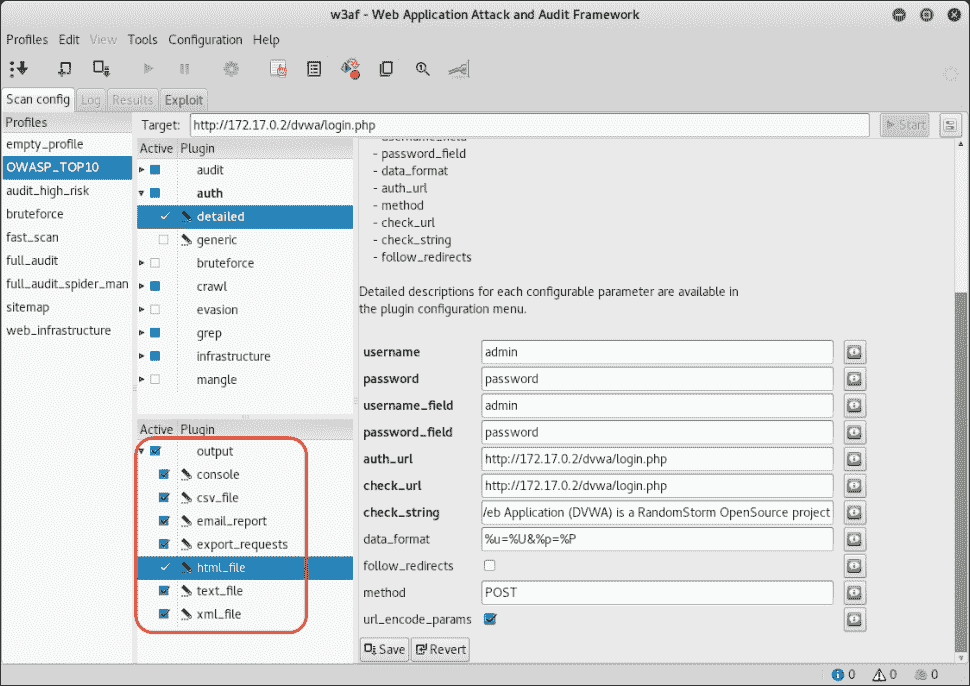 w3af - Web Application Attack and Audit Framework
Profiles Edit View Tools Configuration Help
Scan config Log Results Exploit
Profiles
empty_profile
OWASP_TOP10
audit_high_risk
bruteforce
fast_scan
full_audit
full_audit_spider_man
sitemap
web_infrastructure
Target: http://172.17.0.2/dvwa/login.php Start
Active Plugin
audit
auth
detailed
generic
bruteforce
crawl
evasion
grep
infrastructure
mangle
Active Plugin
output
console
csv_file
email_report
export_requests
html_file
text_file
xml_file
- username_field
- password_field
- data_format
- auth_url
- method
- check_url
- check_string
- follow_redirects
Detailed descriptions for each configurable parameter are available in
the plugin configuration menu.
username admin
password password
username_field admin
password_field password
auth_url http://172.17.0.2/dvwa/login.php
check_url http://172.17.0.2/dvwa/login.php
check_string /eb Application (DVWA) is a RandomStorm OpenSource project
data_format %u=%U&%p=%P
follow_redirects
method POST
url_encode_params
Save Revert
0 0 0